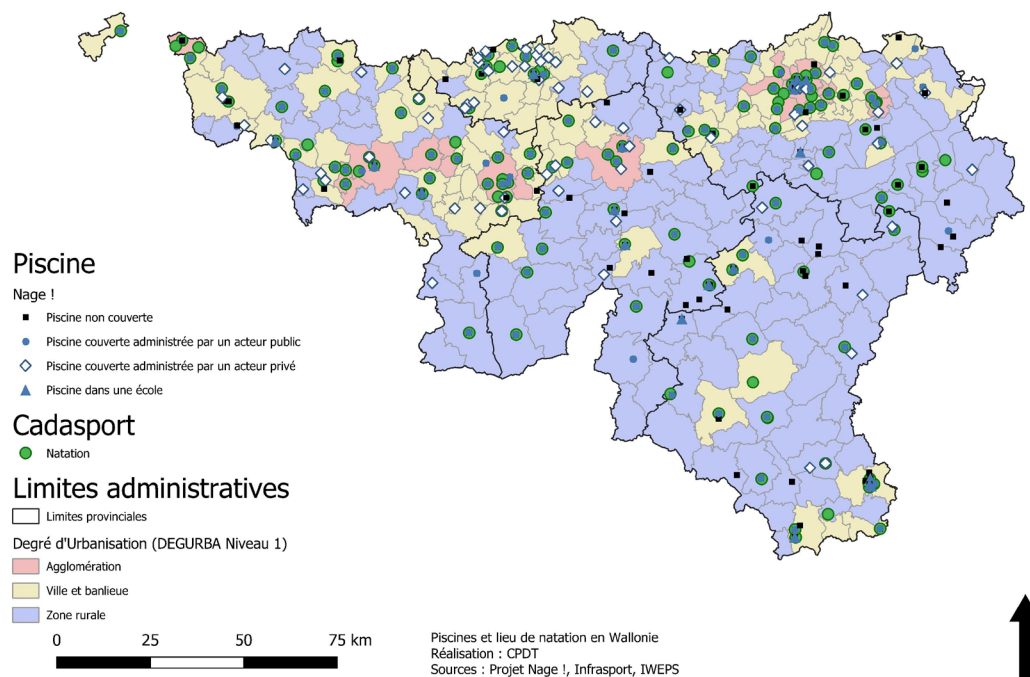 Piscine
Nage !
Piscine non couverte
Piscine couverte administrée par un acteur public
Piscine couverte administrée par un acteur privé
Piscine dans une école
Cadasport
Natation
Limites administratives
Limites provinciales
Degré d'Urbanisation (DEGURBA Niveau 1)
Agglomération
Ville et banlieue
Zone rurale
0 25 50 75 km
Piscines et lieu de natation en Wallonie
Réalisation : CPDT
Sources : Projet Nage !, Infrasport, IWEPS